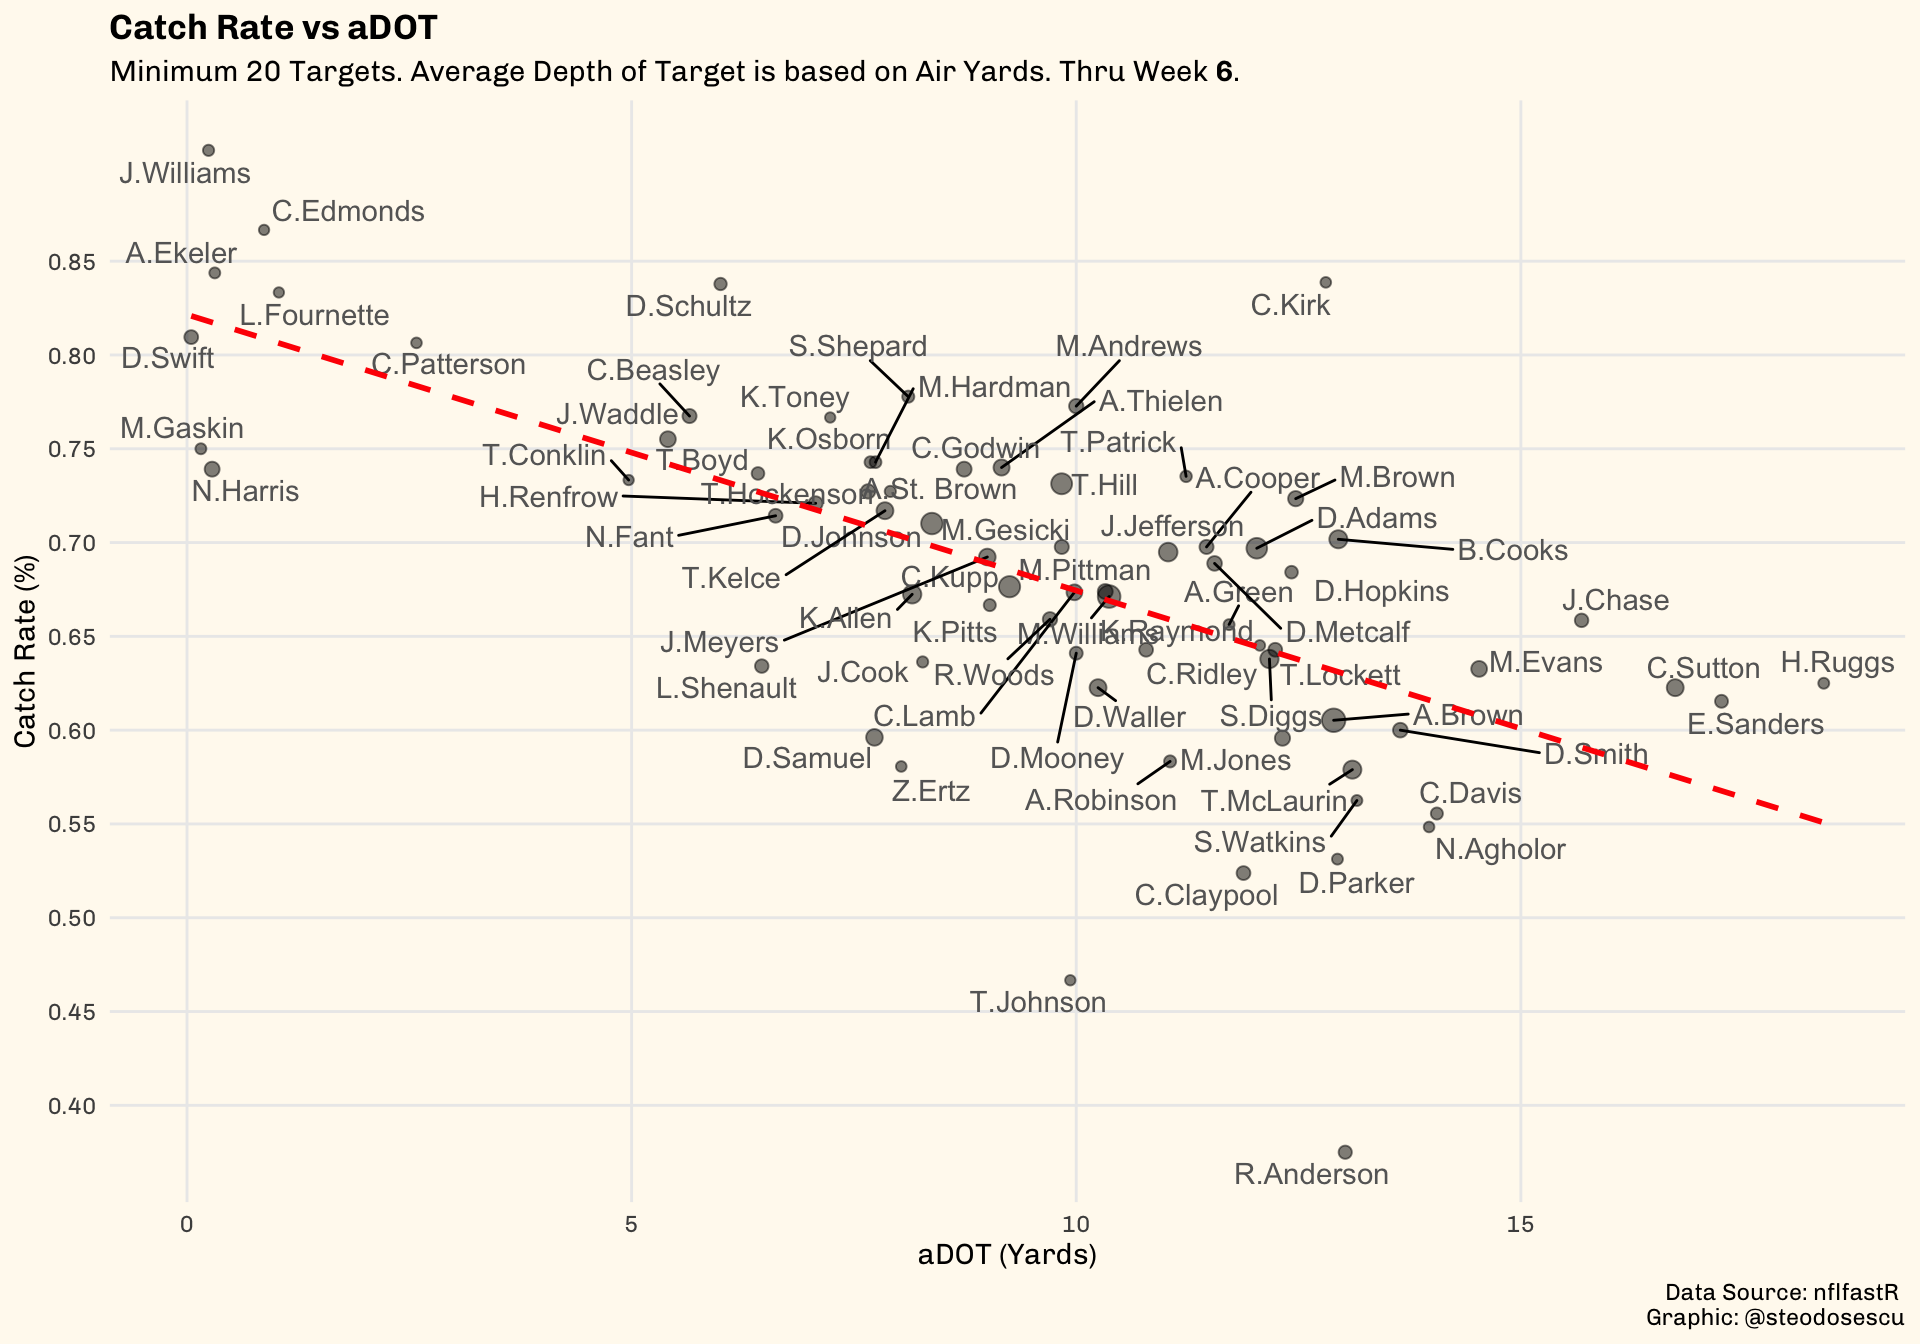 Catch Rate vs aDOT
Minimum 20 Targets. Average Depth of Target is based on Air Yards. Thru Week 6.
J.Williams
C.Edmonds
A.Ekeler
0.85
L.Fournette
D.Schultz
C.Kirk
S.Shepard
M.Andrews
0.80
D.Swift
C.Patterson
C.Beasley
M.Hardman
K.Toney
A.Thielen
J.Waddle
M.Gaskin
K.Osborn
T.Patrick
0.75
C.Godwin
T.Conklin
T.Boyd
A.Cooper
M.Brown
T.Hill
N.Harris
H.Renfrow
T.Hockenson
A.St. Brown
D.Adams
J.Jefferson
M.Gesicki
N.Fant
D.Johnson
0.70
B.Cooks
M.Pittman
T.Kelce
C.Kupp
A.Green
D.Hopkins
J.Chase
K.Allen
K.Pitts
M.Williams
K.Raymond
D.Metcalf
0.65
J.Meyers
M.Evans
H.Ruggs
C.Sutton
J.Cook
R.Woods
C.Ridley
T.Lockett
L.Shenault
C.Lamb
D.Waller
S.Diggs
A.Brown
E.Sanders
0.60
D.Smith
D.Samuel
D.Mooney
M.Jones
Z.Ertz
A.Robinson
T.McLaurin
C.Davis
0.55
S.Watkins
N.Agholor
D.Parker
C.Claypool
0.50
T.Johnson
0.45
0.40
R.Anderson
Catch Rate (%)
0
5
10
15
aDOT (Yards)
Data Source: nflfastR
Graphic: @steodosescu